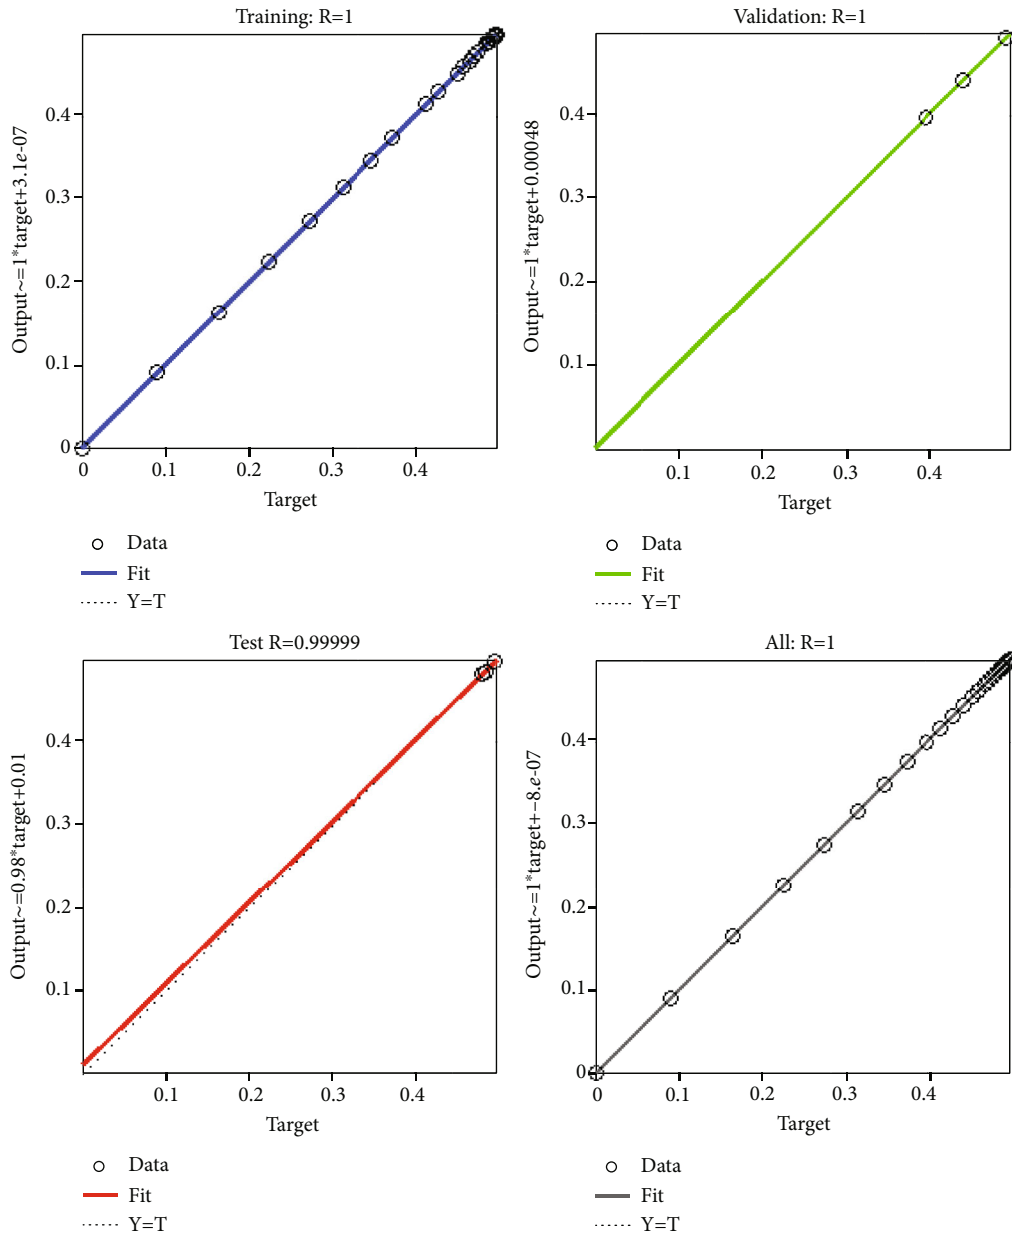 Training: R=1
Output~=1*target+3.1e-07
0.4
0.3
0.2
0.1
0
0
0.1
0.2
0.3
0.4
Target
Data
Fit
Y=T
Validation: R=1
Output~=1*target+0.00048
0.4
0.3
0.2
0.1
0.1
0.2
0.3
0.4
Target
Data
Fit
Y=T
Test R=0.99999
Output~=0.98*target+0.01
0.4
0.3
0.2
0.1
0.1
0.2
0.3
0.4
Target
Data
Fit
Y=T
All: R=1
Output~=1*target+−8.e-07
0.4
0.3
0.2
0.1
0
0
0.1
0.2
0.3
0.4
Target
Data
Fit
Y=T